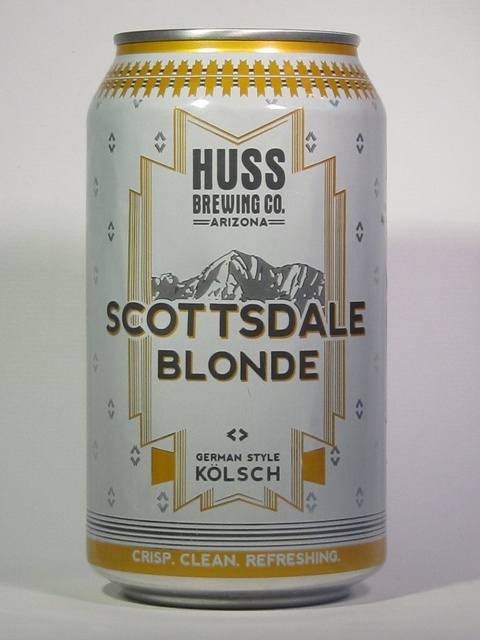 HUSS
BREWING CO.
ARIZONA
SCOTTSDALE
BLONDE
GERMAN STYLE
KÖLSCH
CRISP. CLEAN. REFRESHING.